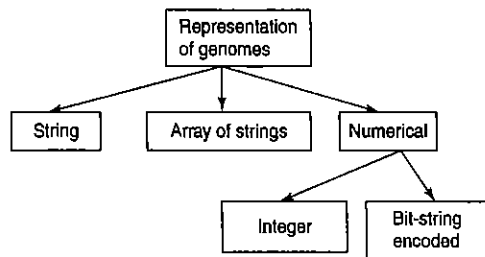 Representation
of genomes
String
Array of strings
Numerical
Integer
Bit-string
encoded